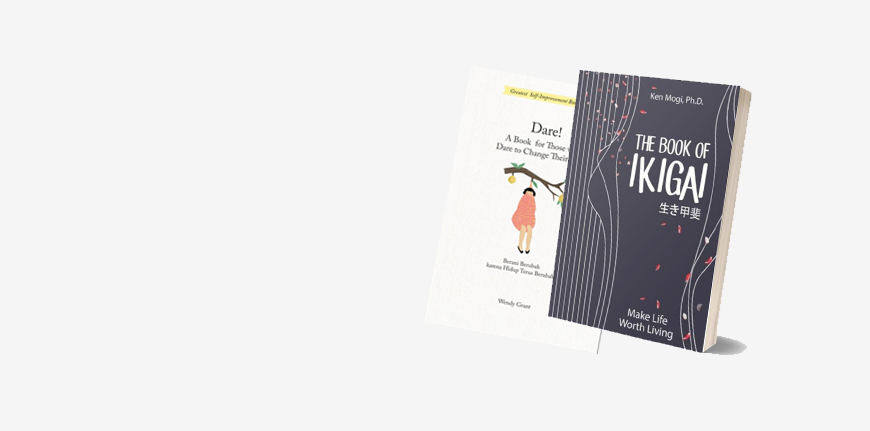 Greatest Self-Improvement
Dare!
A Book for Those
Dare to Change Their
Berani Berubah
karena Hidup Terus Berubah
Wendy Grant
Ken Mogi, Ph.D.
THE BOOK OF
IKIGAI
生き甲斐
Make Life
Worth Living